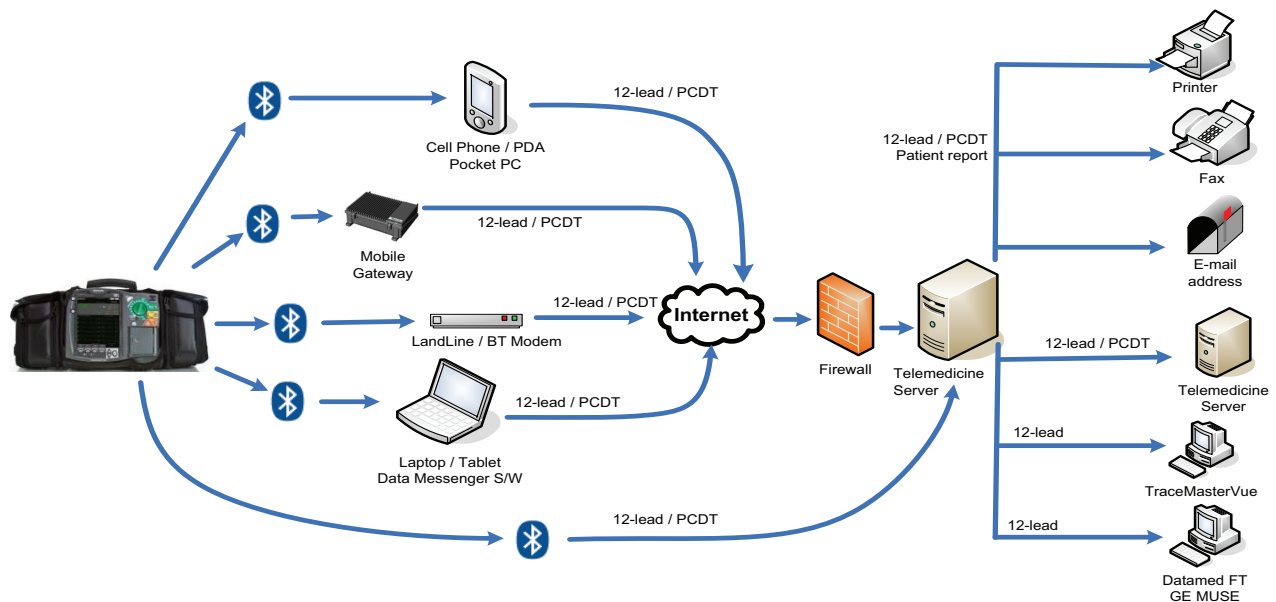 12-lead / PCDT
Cell Phone / PDA
Pocket PC
12-lead / PCDT
Mobile
Gateway
12-lead / PCDT
LandLine / BT Modem
12-lead / PCDT
Laptop / Tablet
Data Messenger S/W
12-lead / PCDT
Internet
Firewall
Telemedicine
Server
12-lead / PCDT
Patient report
Printer
Fax
E-mail
address
12-lead / PCDT
Telemedicine
Server
12-lead
TraceMasterVue
12-lead
Datamed FT
GE MUSE